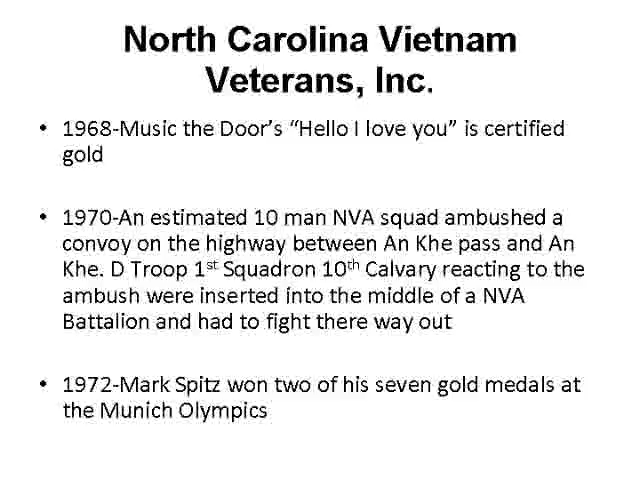 North Carolina Vietnam
Veterans, Inc.
• 1968-Music the Door’s “Hello I love you” is certified
gold
• 1970-An estimated 10 man NVA squad ambushed a
convoy on the highway between An Khe pass and An
Khe. D Troop 1st Squadron 10th Calvary reacting to the
ambush were inserted into the middle of a NVA
Battalion and had to fight there way out
• 1972-Mark Spitz won two of his seven gold medals at
the Munich Olympics